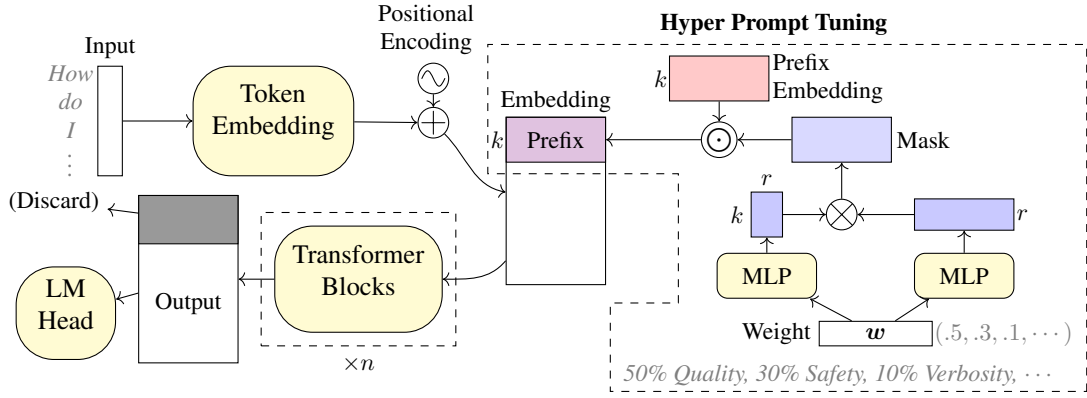 Hyper Prompt Tuning
Positional
Encoding
Input
How
do
I
⋮
Token
Embedding
Embedding
k
Prefix
k
Prefix
Embedding
Mask
r
k
r
MLP
MLP
Weight
w
(.5, .3, .1, ⋯)
50% Quality, 30% Safety, 10% Verbosity, ⋯
(Discard)
Transformer
Blocks
×n
Output
LM
Head